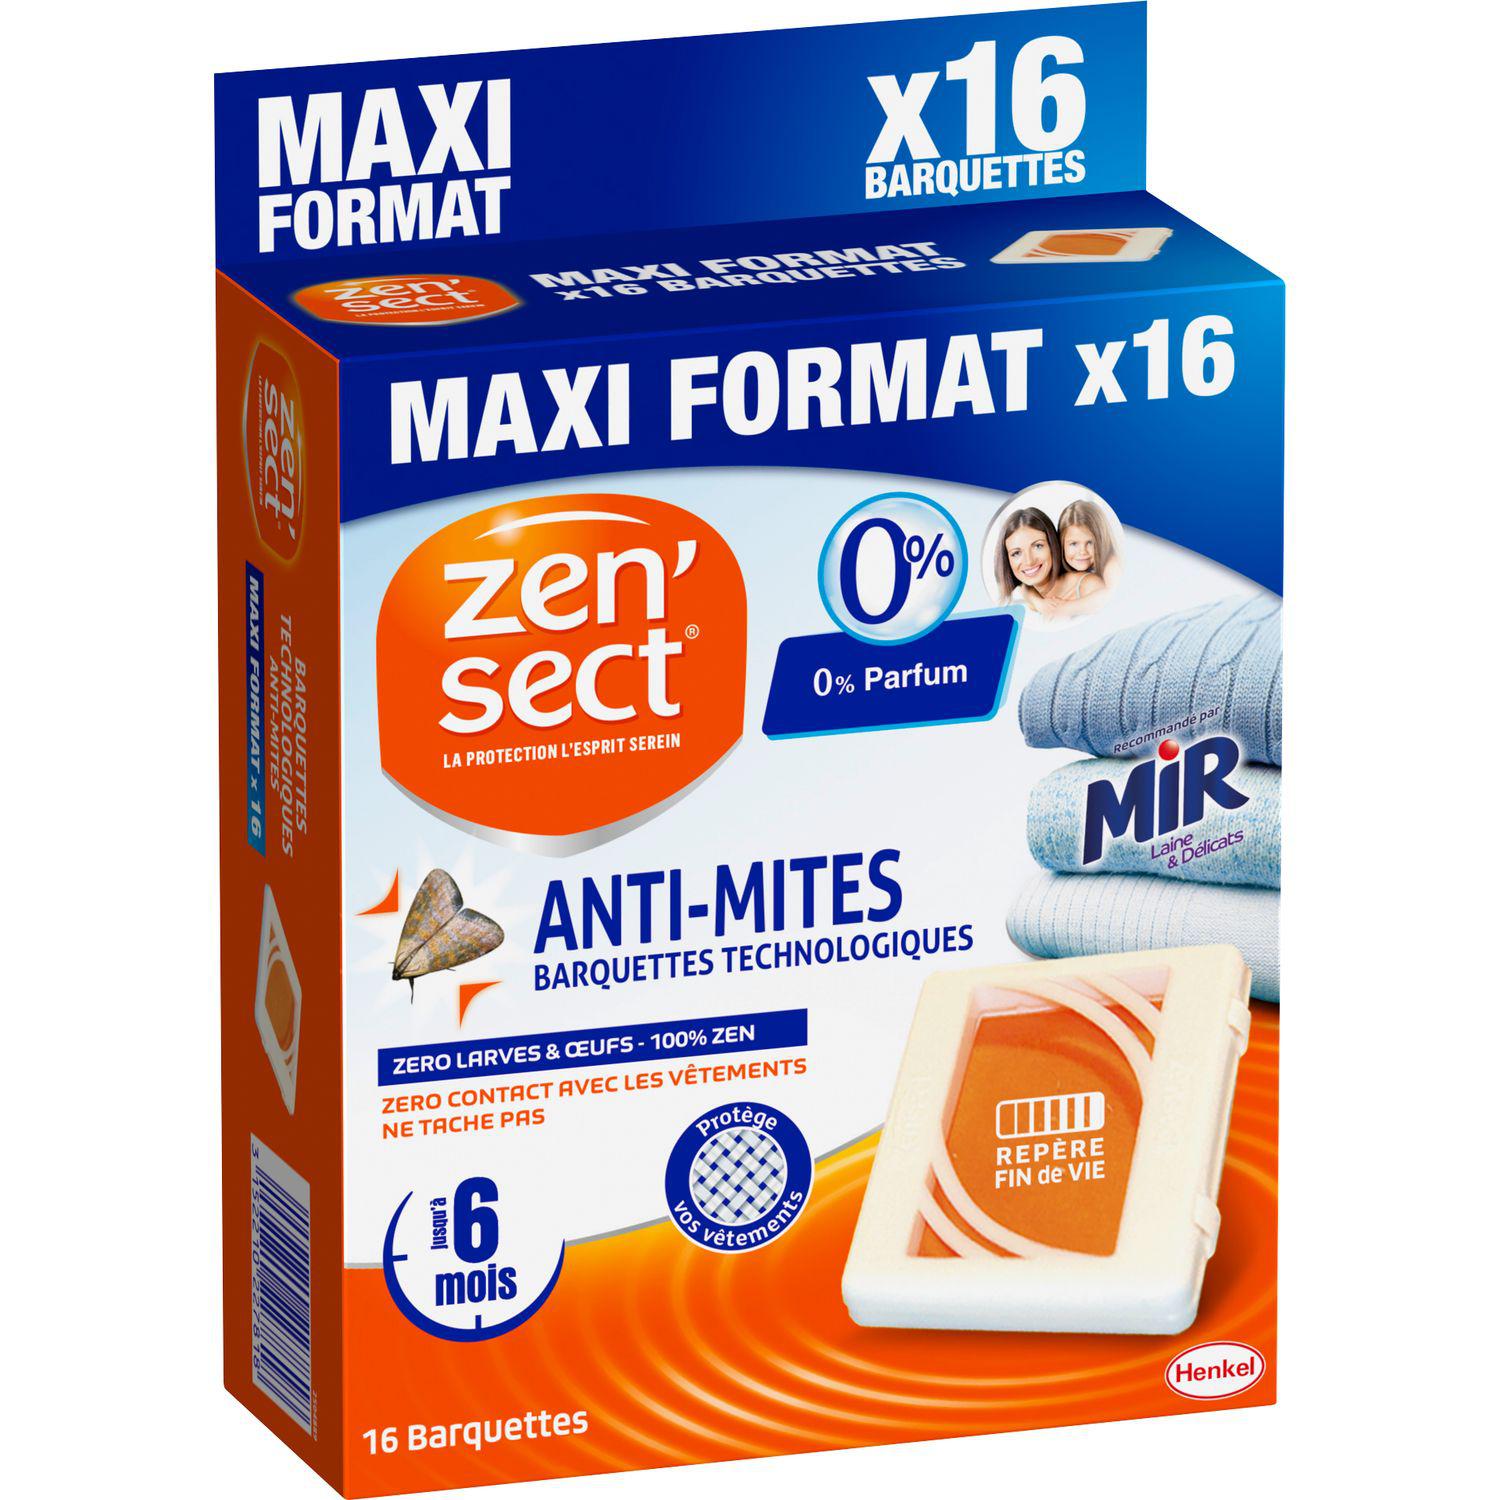 MAXI
FORMAT
x16
BARQUETTES
zen'
sect
MAXI FORMAT
x16 BARQUETTES
MAXI FORMAT x16
zen'
sect®
LA PROTECTION L'ESPRIT SEREIN
0%
0% Parfum
Recommandé par
MiR
Laine
& Délicats
ANTI-MITES
BARQUETTES TECHNOLOGIQUES
ZERO LARVES & ŒUFS - 100% ZEN
ZERO CONTACT AVEC LES VÊTEMENTS
NE TACHE PAS
Protège
vos vêtements
jusqu'à
6
mois
REPÈRE
FIN de VIE
Henkel
16 Barquettes
zen'
sect
BARQUETTES
TECHNOLOGIQUES
ANTI-MITES
MAXI FORMAT x 16